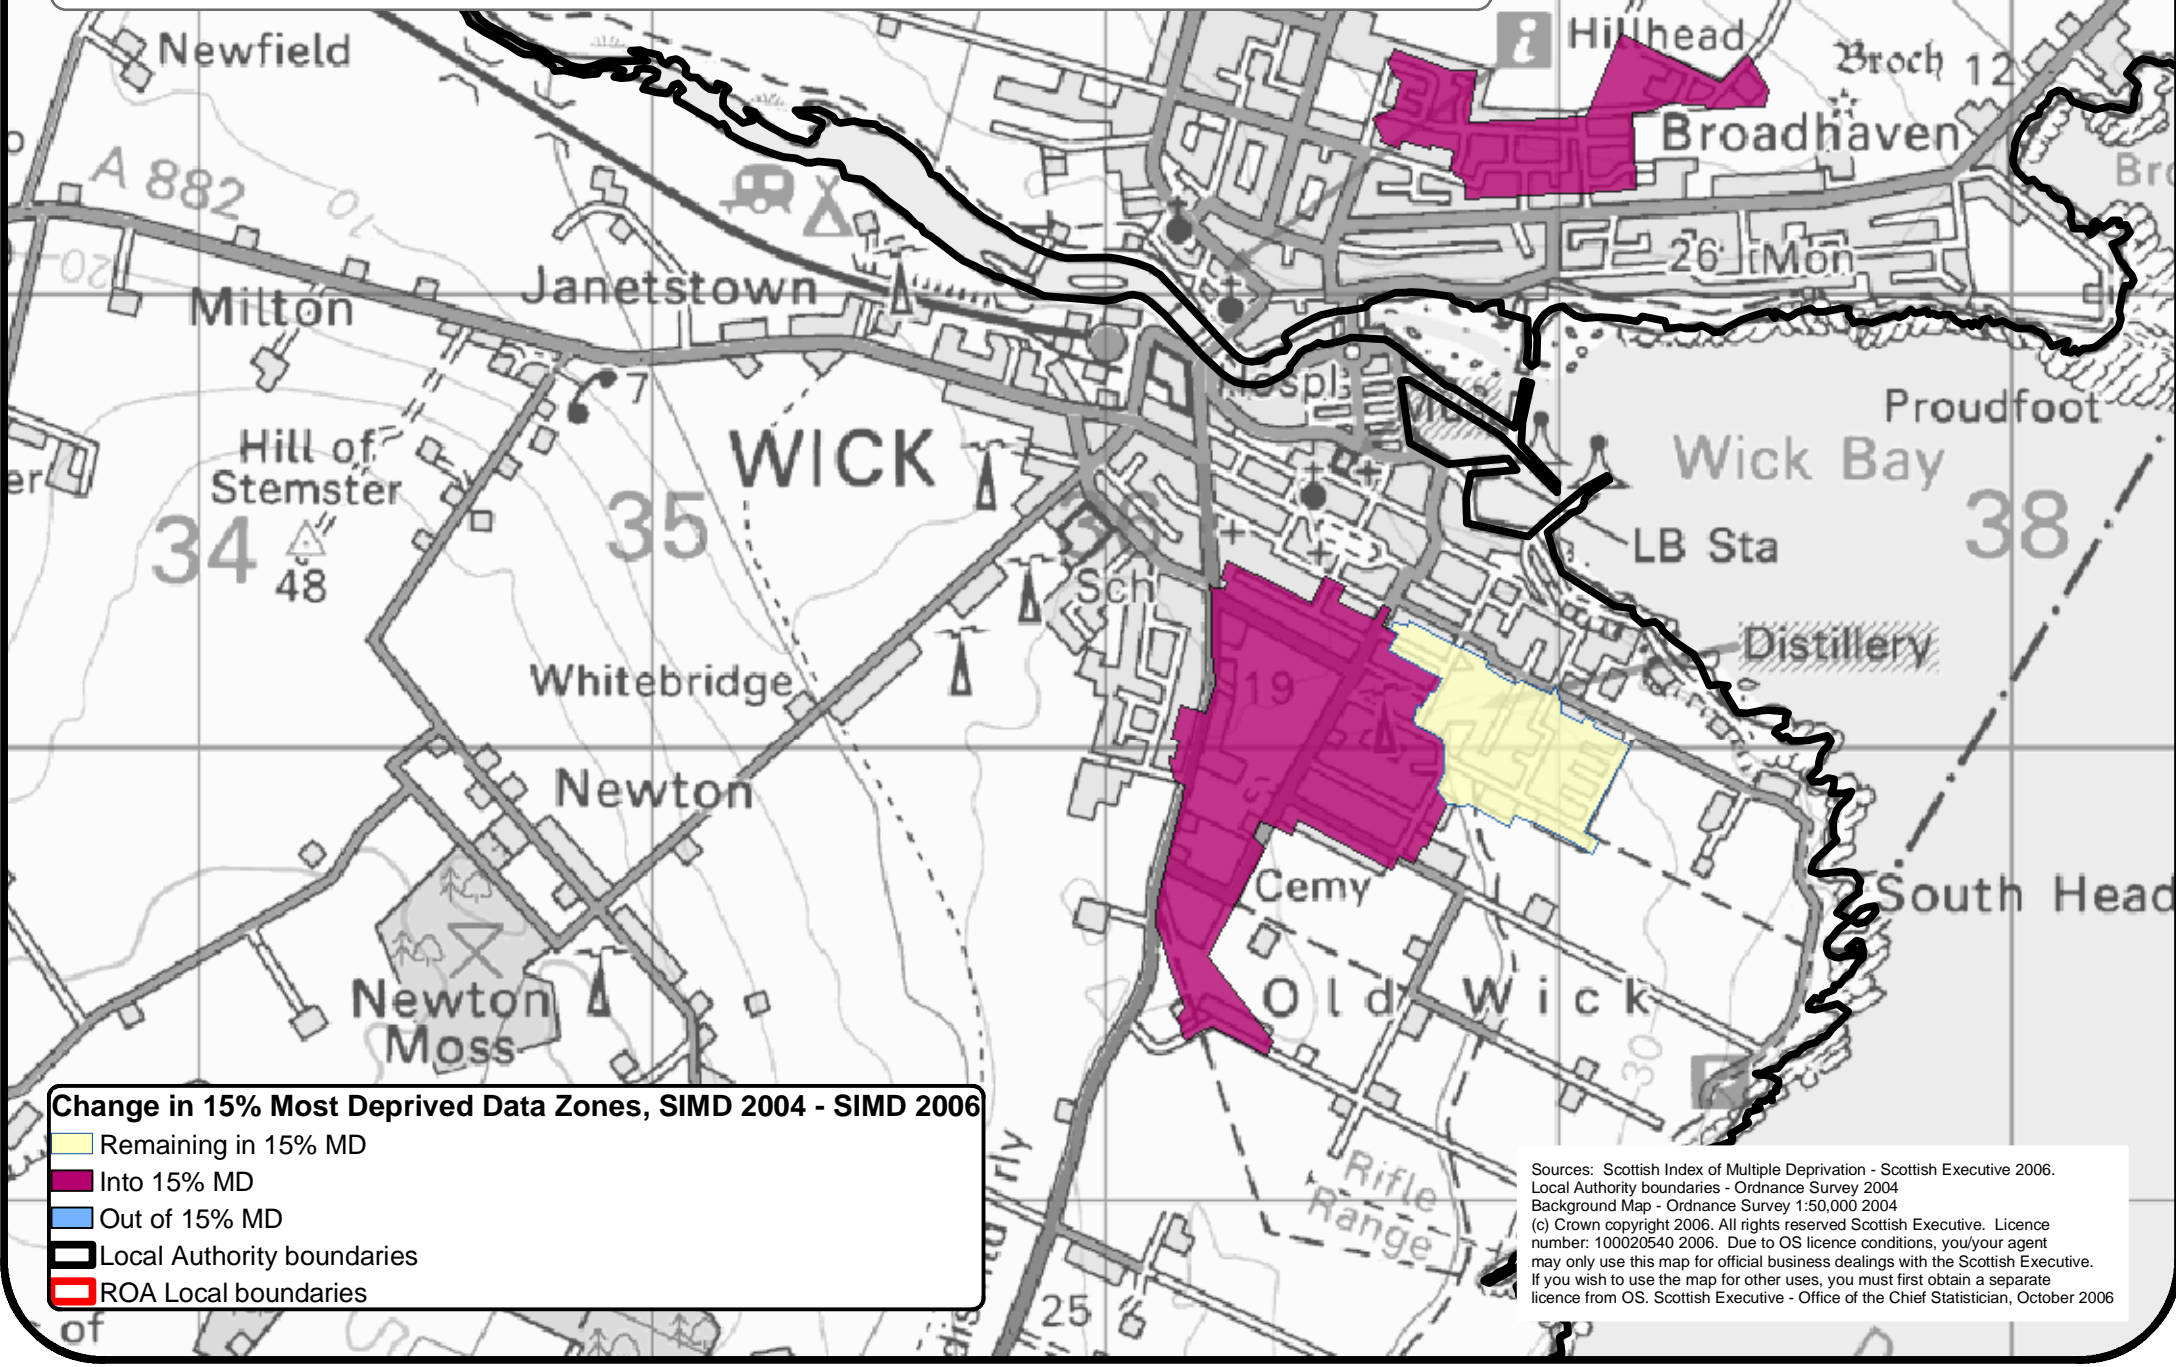 Newfield
Hillhead
Broch 12
Broadhaven
A 882
10
20
26
Mon
Janetstown
Milton
7
Hospl
Mus
Proudfoot
Hill of
Stemster
WICK
Wick Bay
34
35
36
38
48
LB Sta
Sch
Distillery
Whitebridge
19
Newton
Cemy
South Head
Old Wick
Newton
Moss
30
Rifle
Range
25
of
Change in 15% Most Deprived Data Zones, SIMD 2004 - SIMD 2006
Remaining in 15% MD
Into 15% MD
Out of 15% MD
Local Authority boundaries
ROA Local boundaries
Sources:  Scottish Index of Multiple Deprivation - Scottish Executive 2006.
Local Authority boundaries - Ordnance Survey 2004
Background Map - Ordnance Survey 1:50,000 2004
(c) Crown copyright 2006. All rights reserved Scottish Executive.  Licence
number: 100020540 2006.  Due to OS licence conditions, you/your agent
may only use this map for official business dealings with the Scottish Executive.
If you wish to use the map for other uses, you must first obtain a separate
licence from OS. Scottish Executive - Office of the Chief Statistician, October 2006